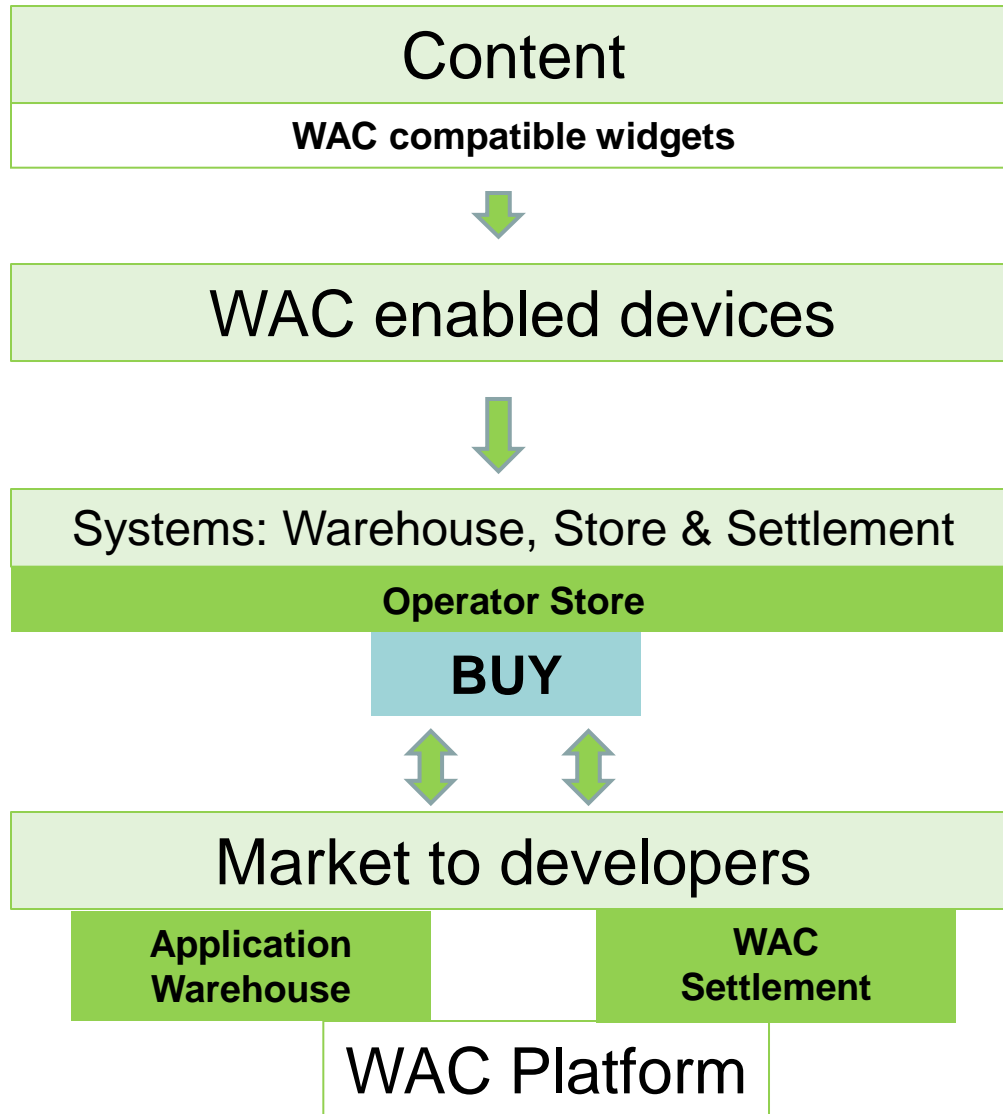 Content
WAC compatible widgets
WAC enabled devices
Systems: Warehouse, Store & Settlement
Operator Store
BUY
Market to developers
Application
Warehouse
WAC
Settlement
WAC Platform